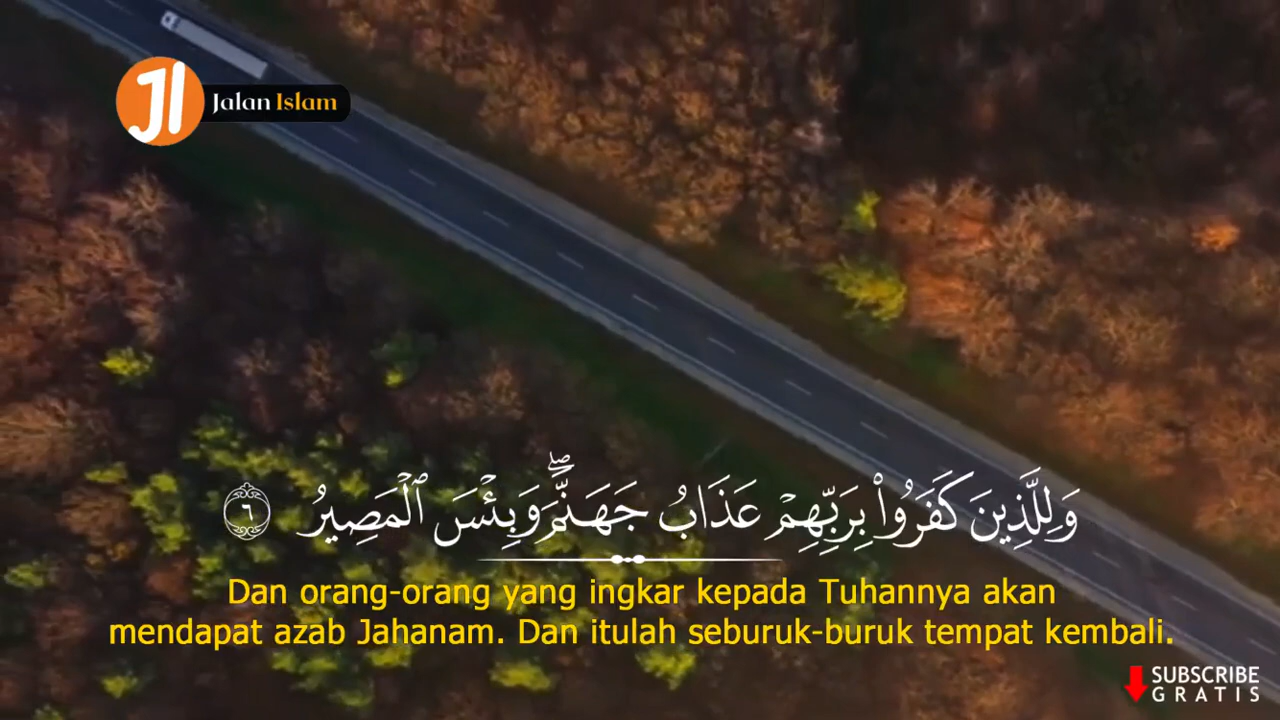 JI
Jalan Islam
وَلِلَّذِينَ كَفَرُوا۟ بِرَبِّهِمْ عَذَابُ جَهَنَّمَ ۖ وَبِئْسَ ٱلْمَصِيرُ ٦
Dan orang-orang yang ingkar kepada Tuhannya akan
mendapat azab Jahanam. Dan itulah seburuk-buruk tempat kembali.
SUBSCRIBE
GRATIS